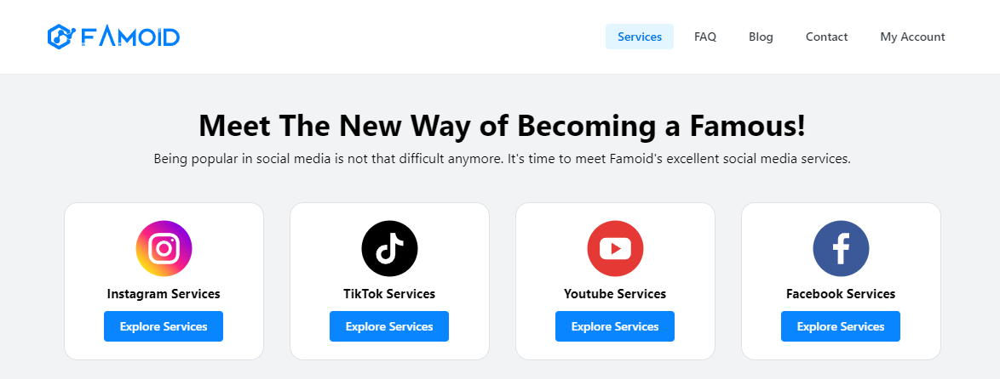 FAMOID
Services
FAQ
Blog
Contact
My Account
Meet The New Way of Becoming a Famous!
Being popular in social media is not that difficult anymore. It's time to meet Famoid's excellent social media services.
Instagram Services
Explore Services
TikTok Services
Explore Services
Youtube Services
Explore Services
Facebook Services
Explore Services